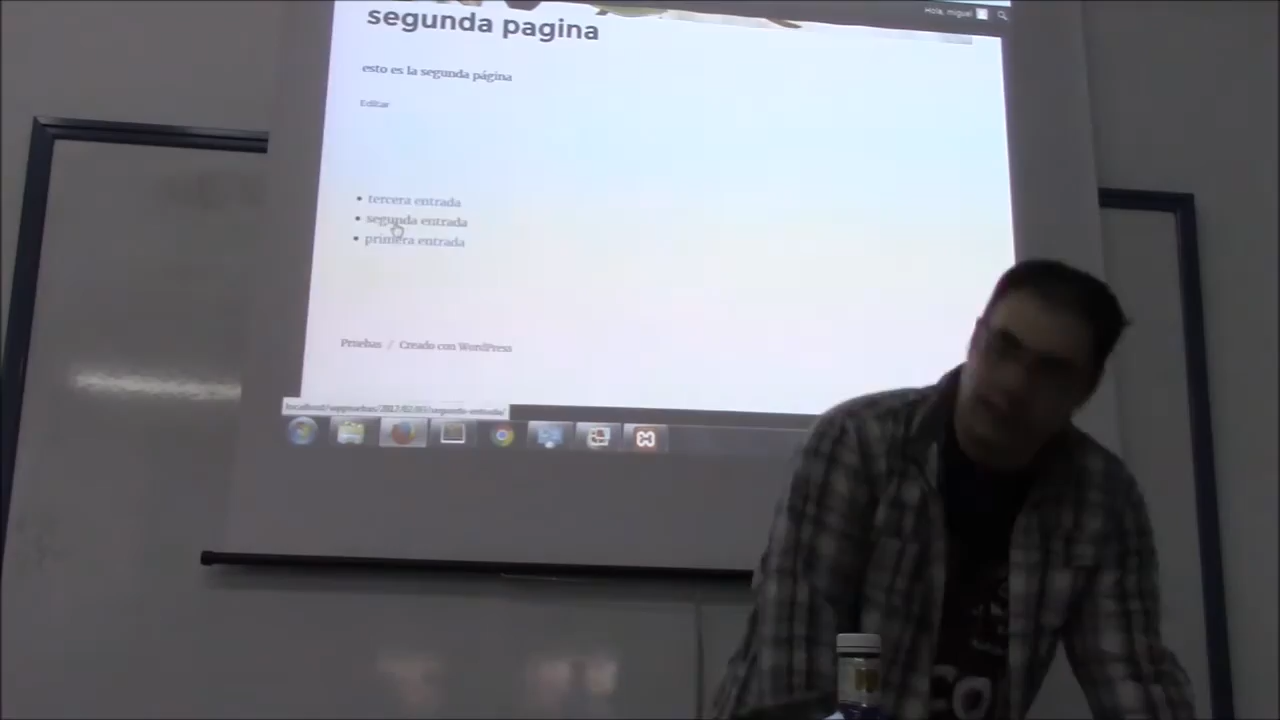 Hola, miguel
segunda pagina
esto es la segunda página
Editar
tercera entrada
segunda entrada
primera entrada
Pruebas / Creado con WordPress
CO